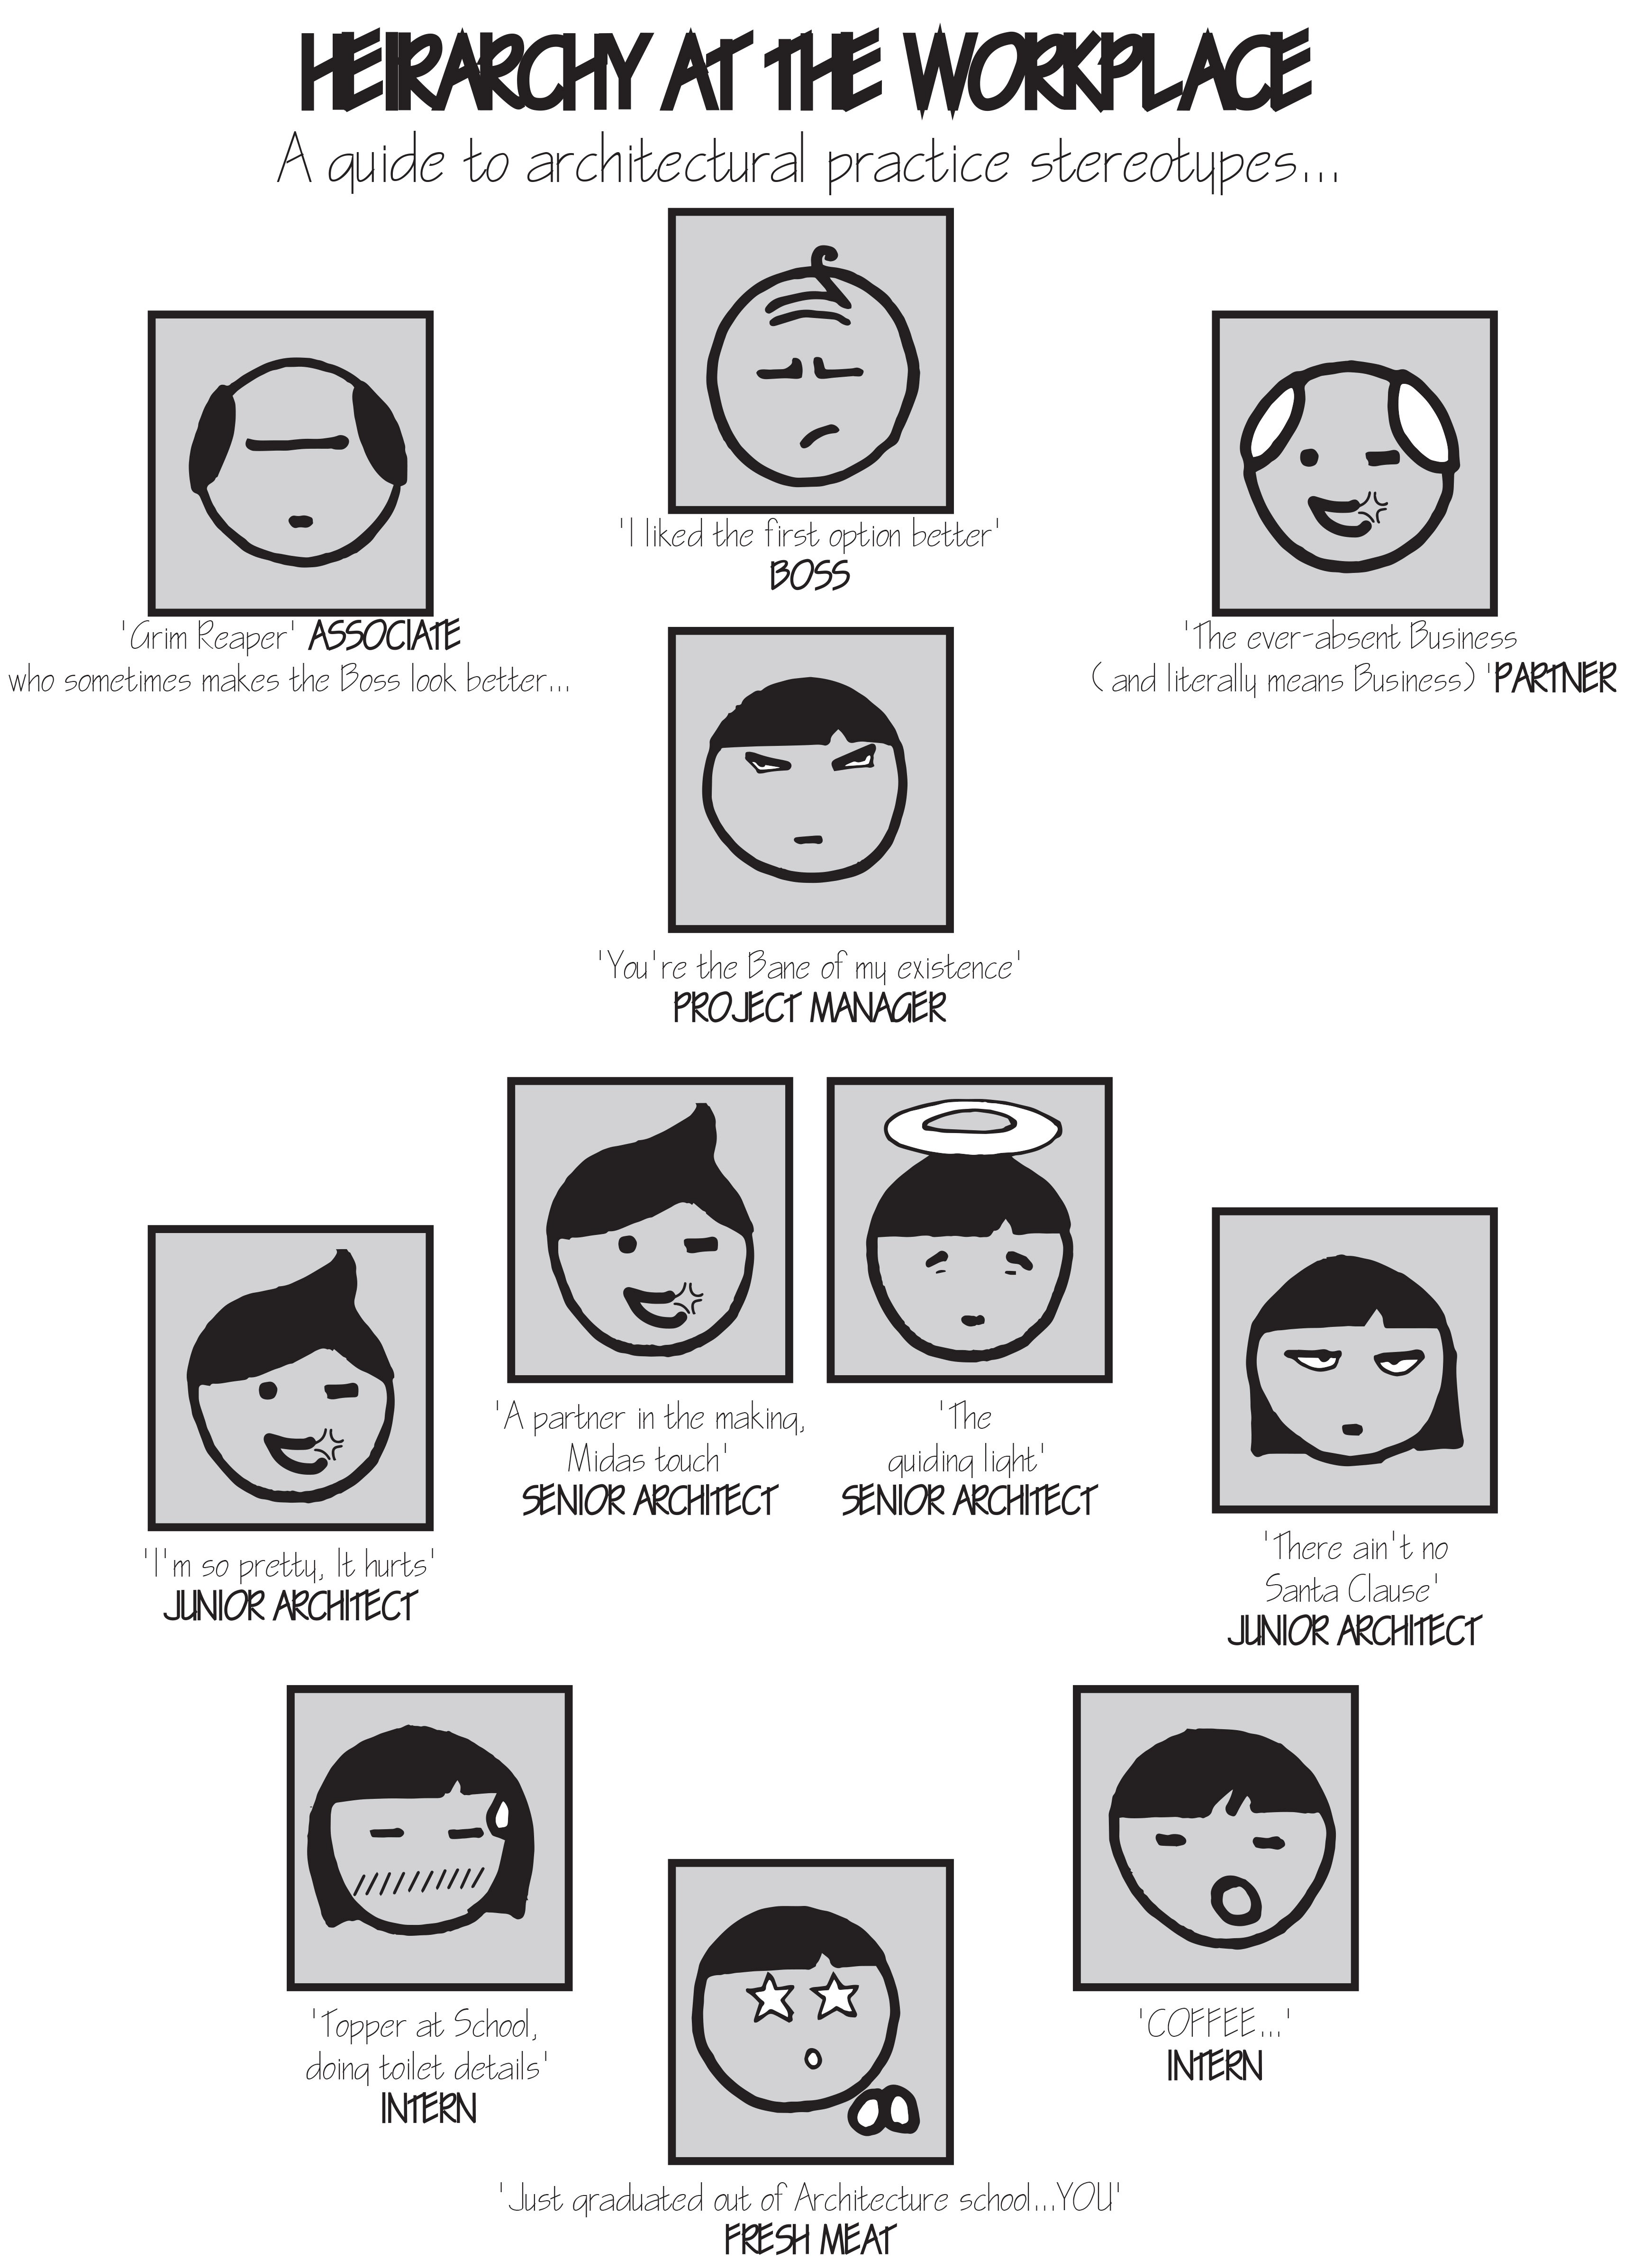 HEIRARCHY AT THE WORKPLACE
A guide to architectural practice stereotypes...
'I liked the first option better'
BOSS
'Grim Reaper' ASSOCIATE
who sometimes makes the Boss look better...
'The ever-absent Business
( and literally means Business) 'PARTNER
'You're the Bane of my existence'
PROJECT MANAGER
'A partner in the making,
Midas touch'
SENIOR ARCHITECT
'The
guiding light'
SENIOR ARCHITECT
'I'm so pretty, It hurts'
JUNIOR ARCHITECT
'There ain't no
Santa Clause'
JUNIOR ARCHITECT
'Topper at School,
doing toilet details'
INTERN
'COFFEE...'
INTERN
'Just graduated out of Architecture school...YOU'
FRESH MEAT